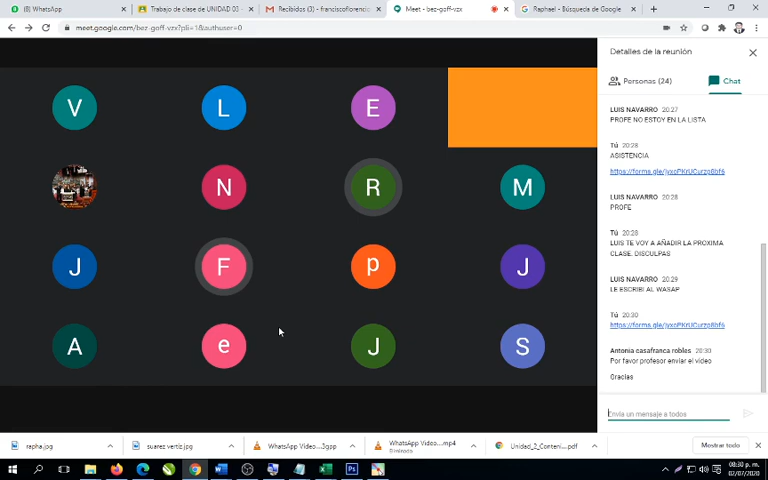 (8) WhatsApp
Trabajo de clase de UNIDAD 03 -
Recibidos (3) - franciscoflorencio
Meet - bez-goff-vzx
Raphael - Búsqueda de Google
meet.google.com/bez-goff-vzx?pli=1&authuser=0
V
L
E
N
R
M
J
F
p
J
A
e
J
S
Detalles de la reunión
Personas (24)
Chat
LUIS NAVARRO 20:27
PROFE NO ESTOY EN LA LISTA
Tú 20:28
ASISTENCIA
LUIS NAVARRO 20:28
PROFE
Tú 20:28
LUIS TE VOY A AÑADIR LA PROXIMA
CLASE. DISCULPAS
LUIS NAVARRO 20:29
LE ESCRIBI AL WASAP
Tú 20:30
Antonia casafranca robles 20:30
Por favor profesor enviar el video
Gracias
Envía un mensaje a todos
rapha.jpg
suarez vertiz.jpg
WhatsApp Video....3gpp
WhatsApp Video....mp4
Unidad_2_Conteni....pdf
Mostrar todo
08:30 p. m.
02/07/2020